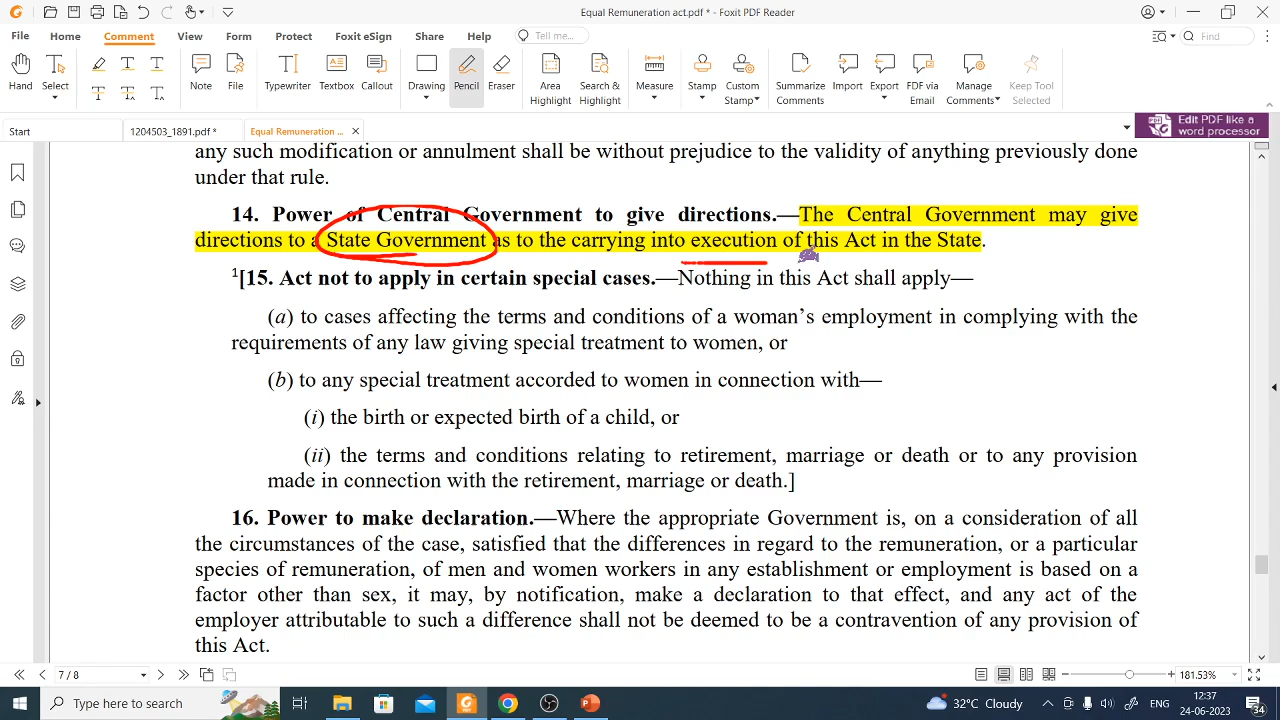 Equal Remuneration act.pdf * - Foxit PDF Reader
File Home Comment View Form Protect Foxit eSign Share Help Tell me... Find
Hand Select Note File Typewriter Textbox Callout Drawing Pencil Eraser Area Highlight Search & Highlight Measure Stamp Custom Stamp Summarize Comments Import Export FDF via Email Manage Comments Keep Tool Selected
Start 1204503_1891.pdf * Equal Remuneration ... Edit PDF like a word processor
any such modification or annulment shall be without prejudice to the validity of anything previously done
under that rule.
14. Power of Central Government to give directions.—The Central Government may give
directions to a State Government as to the carrying into execution of this Act in the State.
1[15. Act not to apply in certain special cases.—Nothing in this Act shall apply—
(a) to cases affecting the terms and conditions of a woman’s employment in complying with the
requirements of any law giving special treatment to women, or
(b) to any special treatment accorded to women in connection with—
(i) the birth or expected birth of a child, or
(ii) the terms and conditions relating to retirement, marriage or death or to any provision
made in connection with the retirement, marriage or death.]
16. Power to make declaration.—Where the appropriate Government is, on a consideration of all
the circumstances of the case, satisfied that the differences in regard to the remuneration, or a particular
species of remuneration, of men and women workers in any establishment or employment is based on a
factor other than sex, it may, by notification, make a declaration to that effect, and any act of the
employer attributable to such a difference shall not be deemed to be a contravention of any provision of
this Act.
7 / 8 181.53%
Type here to search 32°C Cloudy ENG 12:37
24-06-2023 34